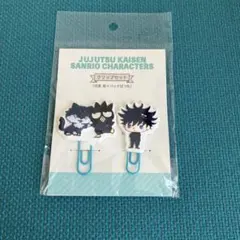 JUJUTSU KAISEN
SANRIO CHARACTERS
クリップセット